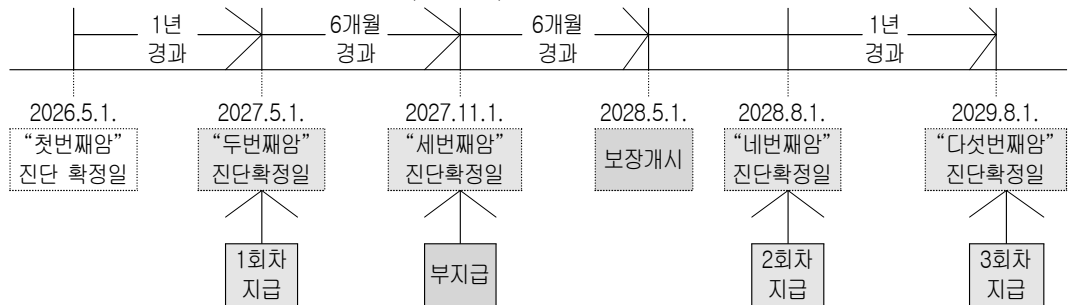 1년
경과
6개월
경과
6개월
경과
1년
경과
2026.5.1.
"첫번째암"
진단 확정일
2027.5.1.
"두번째암"
진단확정일
2027.11.1.
"세번째암"
진단확정일
2028.5.1.
보장개시
2028.8.1.
"네번째암"
진단확정일
2029.8.1.
"다섯번째암"
진단확정일
1회차
지급
부지급
2회차
지급
3회차
지급